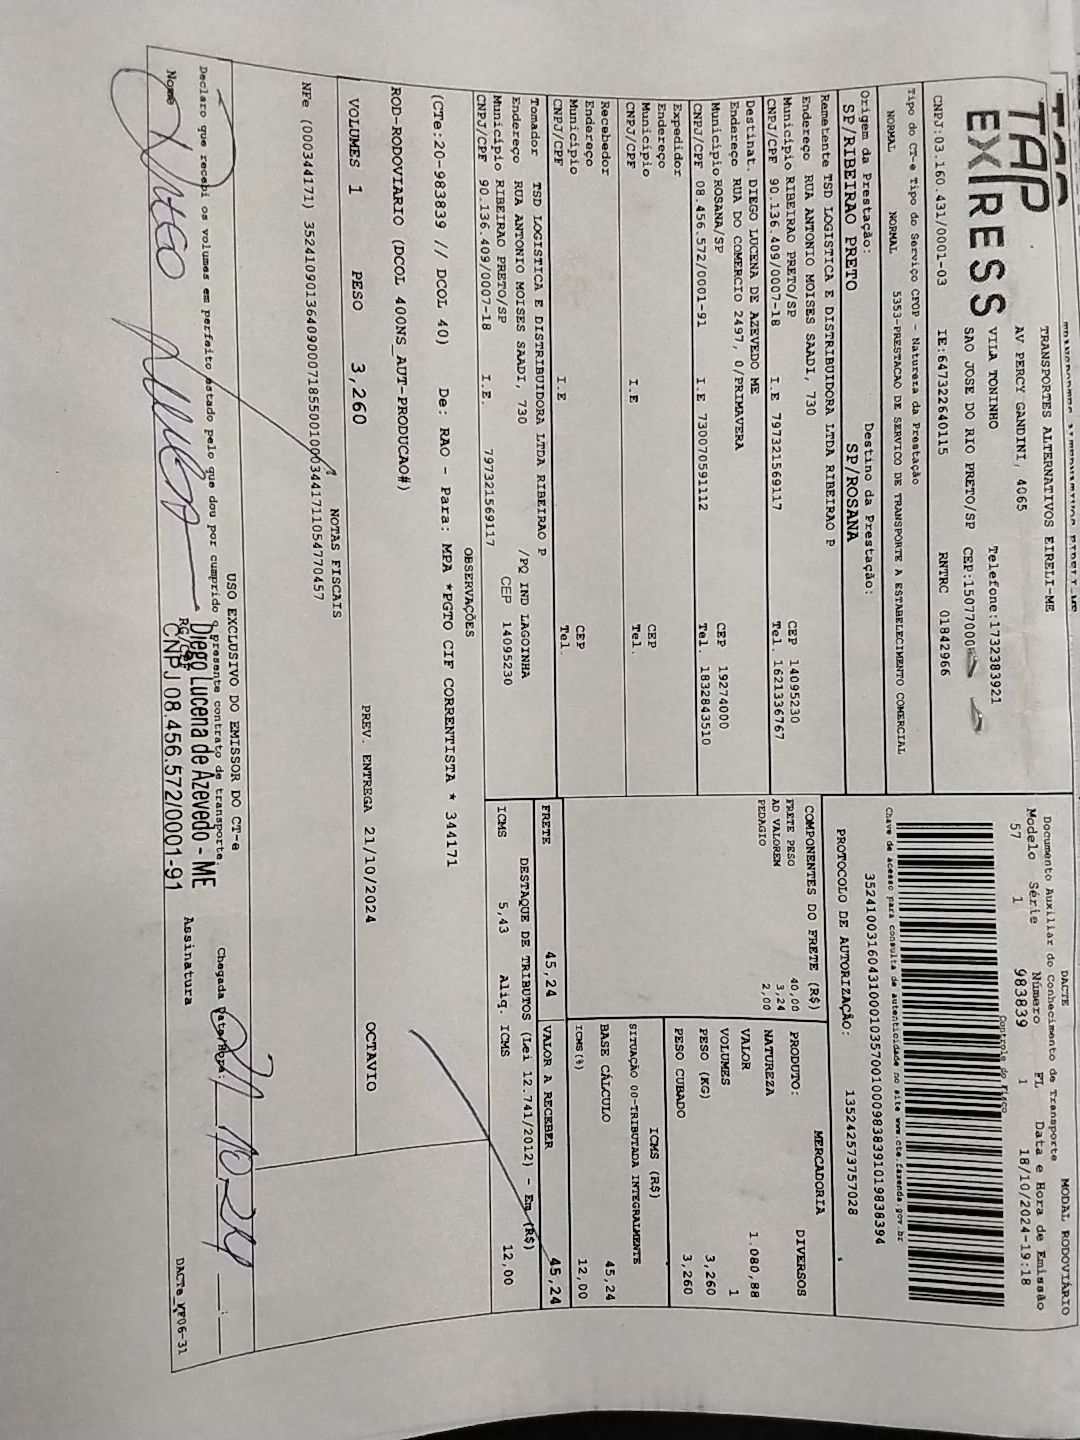 TAP
EXPRESS
TRANSPORTES ALTERNATIVOS EIRELI-ME
AV PERCY GANDINI, 4065
VILA TONINHO Telefone:1732383921
SAO JOSE DO RIO PRETO/SP CEP:15077000
CNPJ:03.160.431/0001-03 IE:647322640115 RNTRC 01842966
DACTE MODAL RODOVIÁRIO
Documento Auxiliar do Conhecimento de Transporte
Modelo Série Número FL Data e Hora de Emissão
57 1 983839 1 18/10/2024-19:18
Controle do Fisco
Chave de acesso para consulta de autenticidade no site www.cte.fazenda.gov.br
35241003160431000103570010009838391019838394
PROTOCOLO DE AUTORIZAÇÃO: 135242573757028
Tipo do CT-e Tipo do Serviço CFOP - Natureza da Prestação
NORMAL NORMAL 5353-PRESTACAO DE SERVICO DE TRANSPORTE A ESTABELECIMENTO COMERCIAL
Origem da Prestação: Destino da Prestação:
SP/RIBEIRAO PRETO SP/ROSANA
Remetente TSD LOGISTICA E DISTRIBUIDORA LTDA RIBEIRAO P
Endereço RUA ANTONIO MOISES SAADI, 730
Município RIBEIRAO PRETO/SP CEP 14095230
CNPJ/CPF 90.136.409/0007-18 I.E 797321569117 Tel. 1621336767
Destinat. DIEGO LUCENA DE AZEVEDO ME
Endereço RUA DO COMERCIO 2497, 0/PRIMAVERA
Município ROSANA/SP CEP 19274000
CNPJ/CPF 08.456.572/0001-91 I.E 730070591112 Tel. 1832843510
Expedidor
Endereço
Município CEP
CNPJ/CPF I.E Tel.
Recebedor
Endereço
Município CEP
CNPJ/CPF I.E Tel.
Tomador TSD LOGISTICA E DISTRIBUIDORA LTDA RIBEIRAO P
Endereço RUA ANTONIO MOISES SAADI, 730 /PQ IND LAGOINHA
Município RIBEIRAO PRETO/SP CEP 14095230
CNPJ/CPF 90.136.409/0007-18 I.E. 797321569117
COMPONENTES DO FRETE (R$)
FRETE PESO 40,00
AD VALOREM 3,24
PEDAGIO 2,00
MERCADORIA
PRODUTO: DIVERSOS
NATUREZA
VALOR 1.080,88
VOLUMES 1
PESO (KG) 3,260
PESO CUBADO 3,260
ICMS (R$)
SITUAÇÃO 00-TRIBUTADA INTEGRALMENTE
BASE CÁLCULO 45,24
ICMS(%) 12,00
FRETE 45,24 VALOR A RECEBER 45,24
DESTAQUE DE TRIBUTOS (Lei 12.741/2012) - Em (R$)
ICMS 5,43 Aliq. ICMS 12,00
OBSERVAÇÕES
(CTe:20-983839 // DCOL 40) De: RAO - Para: MPA *PGTO CIF CORRENTISTA * 344171
ROD-RODOVIARIO (DCOL 400NS_AUT-PRODUCAO#)
OCTAVIO
VOLUMES 1 PESO 3,260 PREV. ENTREGA 21/10/2024
NOTAS FISCAIS
NFe (000344171) 35241090136409000718550010003441711054770457
USO EXCLUSIVO DO EMISSOR DO CT-e
Declaro que recebi os volumes em perfeito estado pelo que dou por cumprido o presente contrato de transporte.
Chegada Data/Hora: 21 10 24
Nome RG/CPF Assinatura
Diego Lucena de Azevedo - ME
CNPJ 08.456.572/0001-91
DACTe_VF06-31